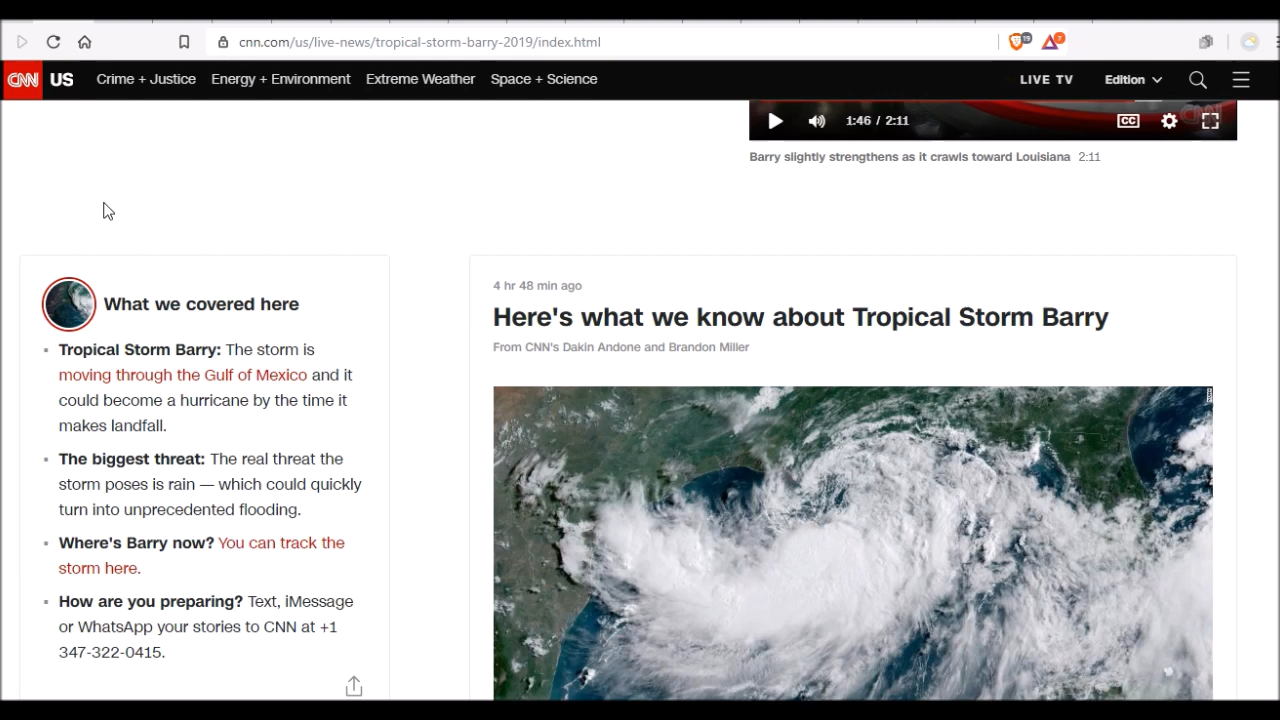 cnn.com/us/live-news/tropical-storm-barry-2019/index.html
19
7
CNN US Crime + Justice Energy + Environment Extreme Weather Space + Science LIVE TV Edition
1:46 / 2:11 CC
Barry slightly strengthens as it crawls toward Louisiana 2:11
What we covered here
Tropical Storm Barry: The storm is
moving through the Gulf of Mexico and it
could become a hurricane by the time it
makes landfall.
The biggest threat: The real threat the
storm poses is rain — which could quickly
turn into unprecedented flooding.
Where's Barry now? You can track the
storm here.
How are you preparing? Text, iMessage
or WhatsApp your stories to CNN at +1
347-322-0415.
4 hr 48 min ago
Here's what we know about Tropical Storm Barry
From CNN's Dakin Andone and Brandon Miller